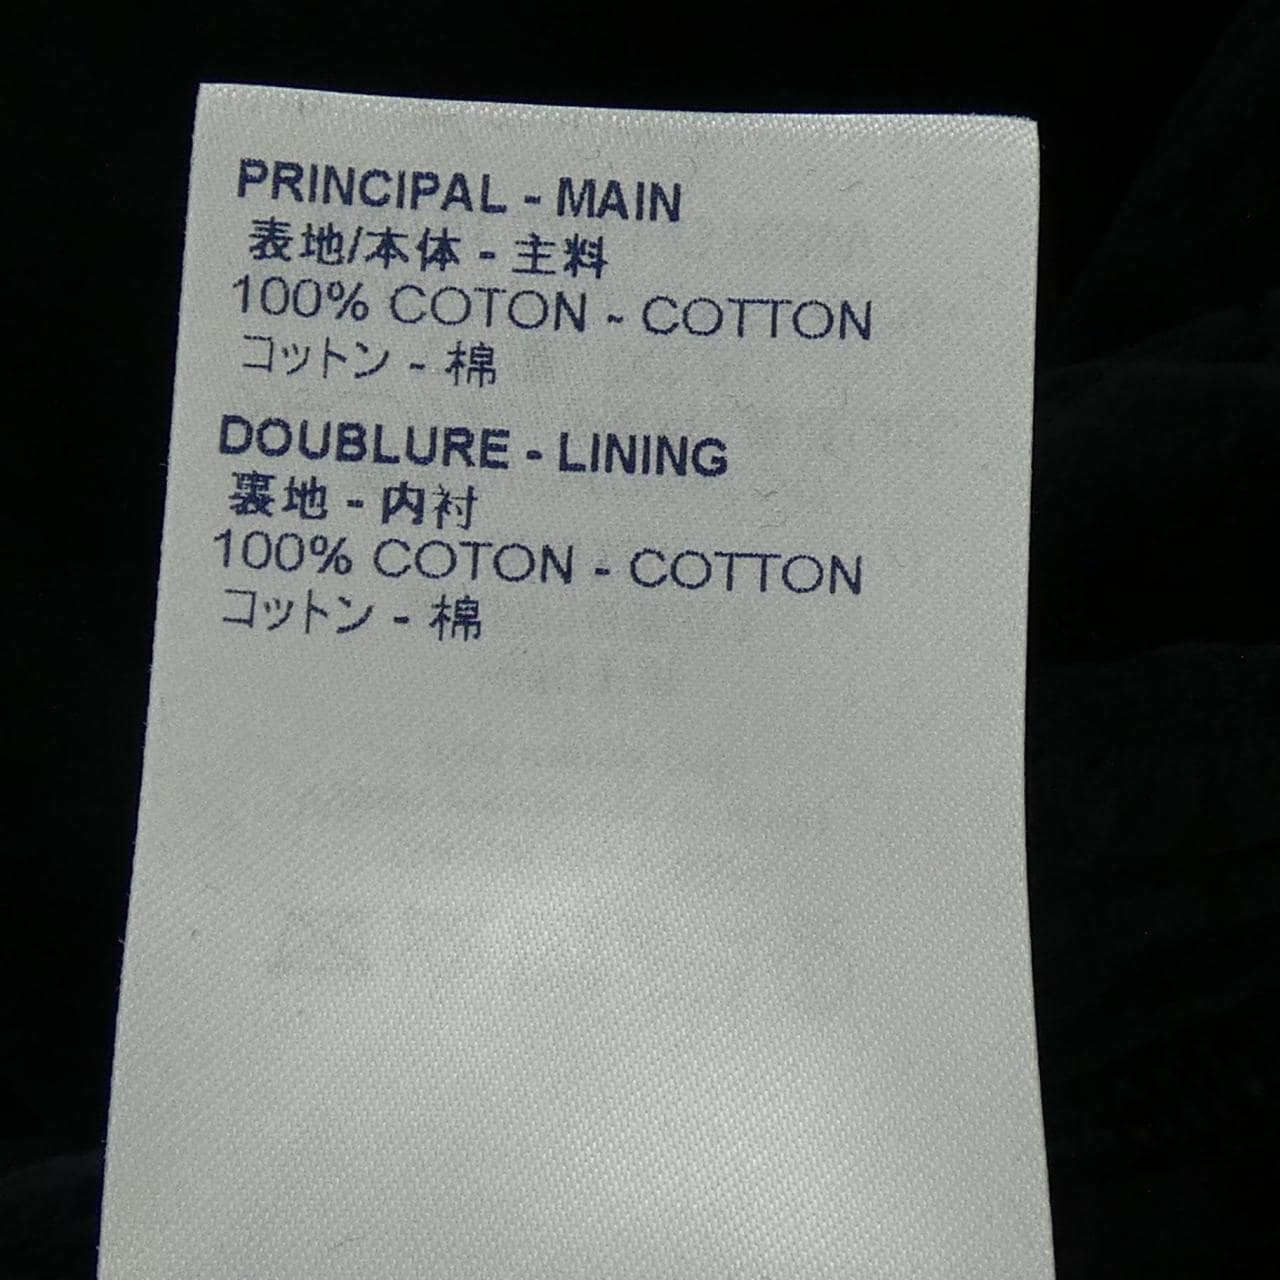 PRINCIPAL - MAIN
表地/本体 - 主料
100% COTON - COTTON
コットン - 棉
DOUBLURE - LINING
裏地 - 内衬
100% COTON - COTTON
コットン - 棉